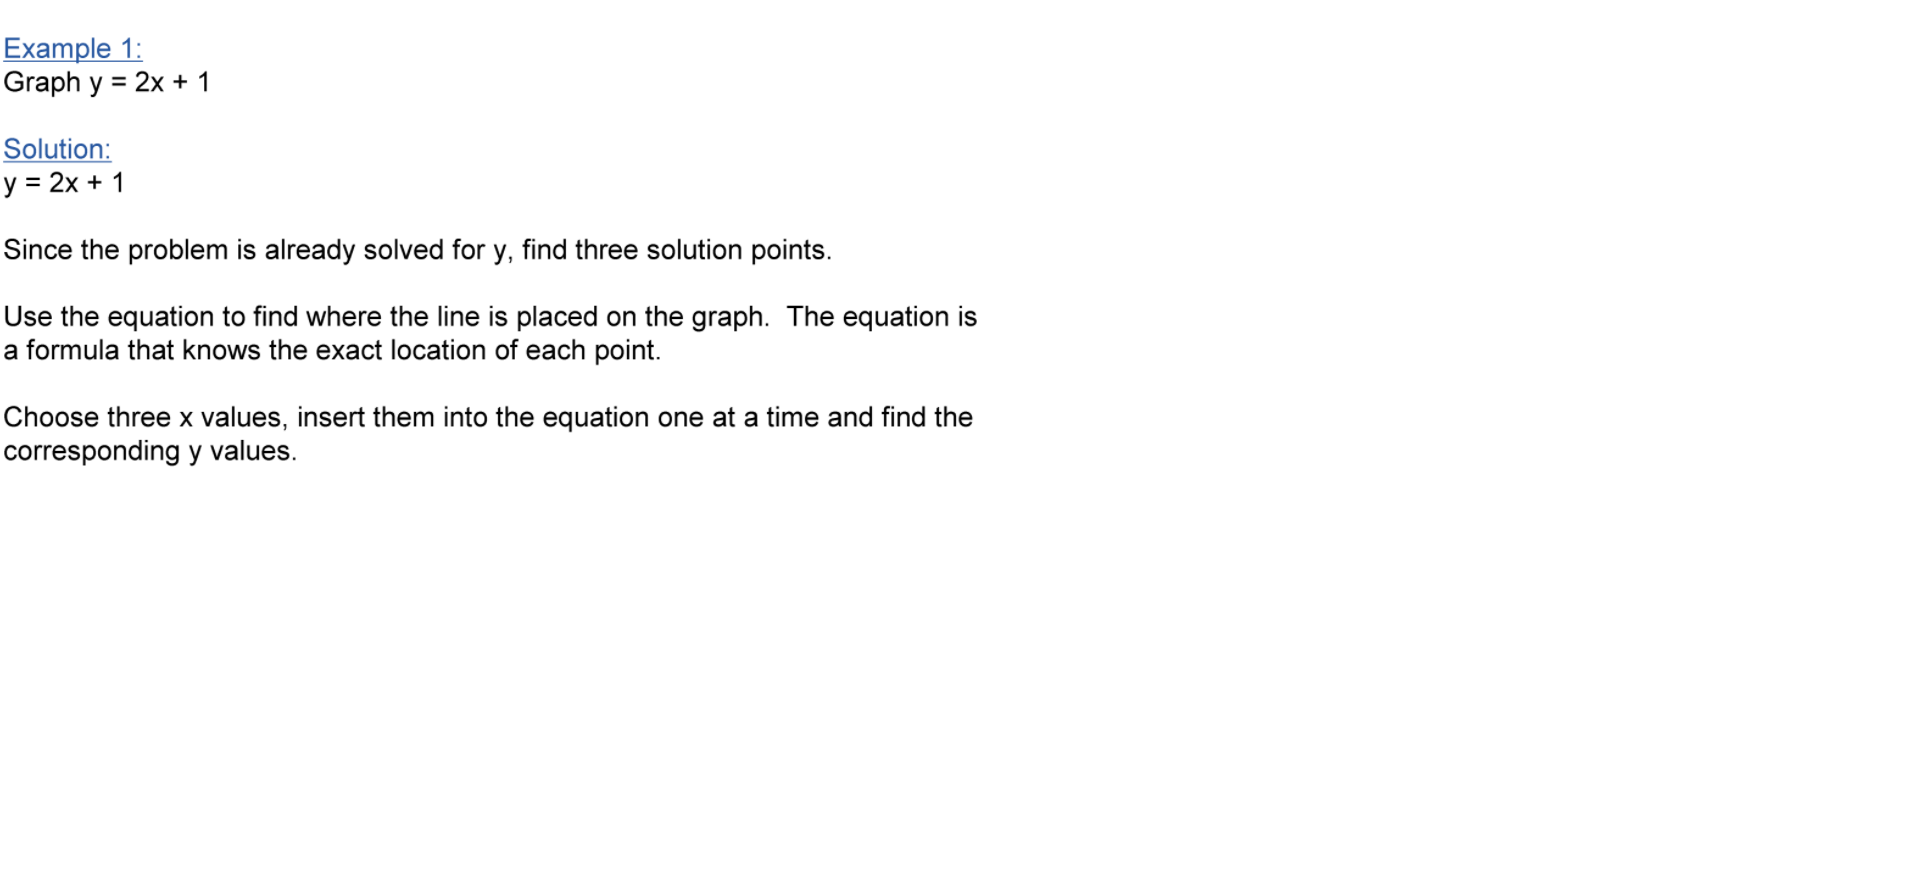 Example 1:
Graph y = 2x + 1
Solution:
y = 2x + 1
Since the problem is already solved for y, find three solution points.
Use the equation to find where the line is placed on the graph.  The equation is
a formula that knows the exact location of each point.
Choose three x values, insert them into the equation one at a time and find the
corresponding y values.